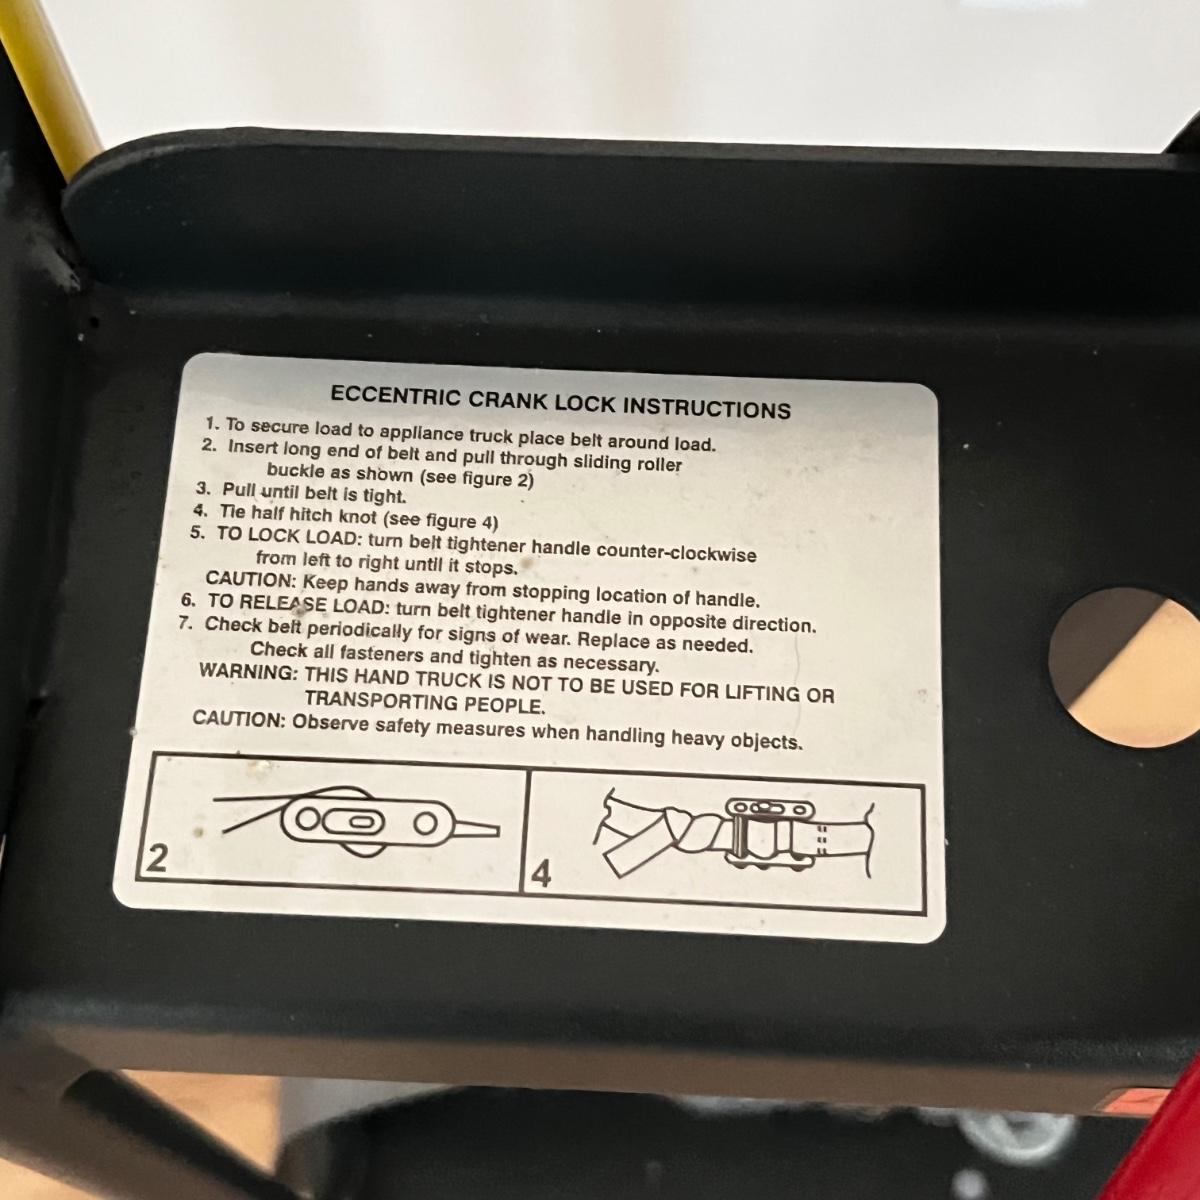 ECCENTRIC CRANK LOCK INSTRUCTIONS
1. To secure load to appliance truck place belt around load.
2. Insert long end of belt and pull through sliding roller
buckle as shown (see figure 2)
3. Pull until belt is tight.
4. Tie half hitch knot (see figure 4)
5. TO LOCK LOAD: turn belt tightener handle counter-clockwise
from left to right until it stops.
CAUTION: Keep hands away from stopping location of handle.
6. TO RELEASE LOAD: turn belt tightener handle in opposite direction.
7. Check belt periodically for signs of wear. Replace as needed.
Check all fasteners and tighten as necessary.
WARNING: THIS HAND TRUCK IS NOT TO BE USED FOR LIFTING OR
TRANSPORTING PEOPLE.
CAUTION: Observe safety measures when handling heavy objects.
2
4